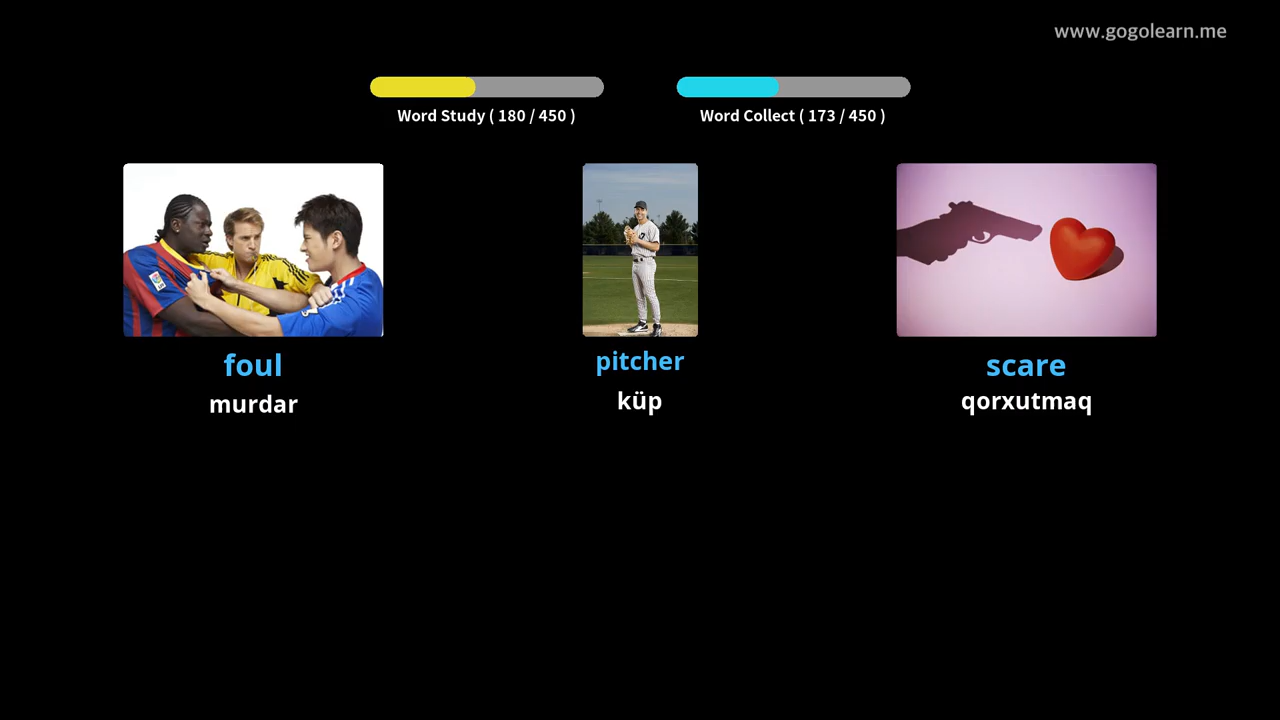 www.gogolearn.me
Word Study ( 180 / 450 )
Word Collect ( 173 / 450 )
foul
murdar
pitcher
küp
scare
qorxutmaq